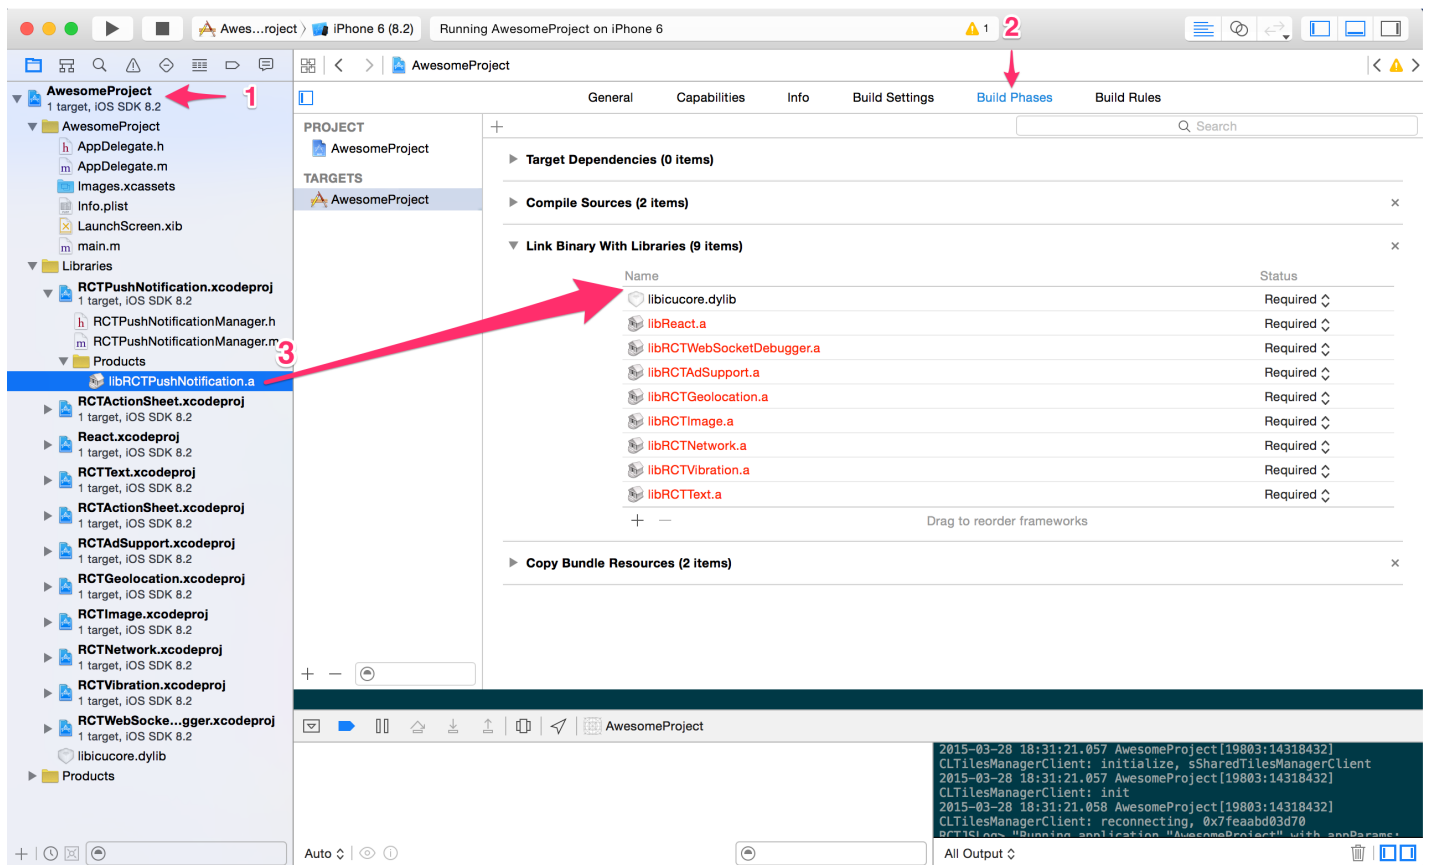 Awes...roject
iPhone 6 (8.2)
Running AwesomeProject on iPhone 6
1
2
AwesomeProject
AwesomeProject
1 target, iOS SDK 8.2
1
AwesomeProject
AppDelegate.h
AppDelegate.m
Images.xcassets
Info.plist
LaunchScreen.xib
main.m
Libraries
RCTPushNotification.xcodeproj
1 target, iOS SDK 8.2
RCTPushNotificationManager.h
RCTPushNotificationManager.m
3
Products
libRCTPushNotification.a
RCTActionSheet.xcodeproj
1 target, iOS SDK 8.2
React.xcodeproj
1 target, iOS SDK 8.2
RCTText.xcodeproj
1 target, iOS SDK 8.2
RCTActionSheet.xcodeproj
1 target, iOS SDK 8.2
RCTAdSupport.xcodeproj
1 target, iOS SDK 8.2
RCTGeolocation.xcodeproj
1 target, iOS SDK 8.2
RCTImage.xcodeproj
1 target, iOS SDK 8.2
RCTNetwork.xcodeproj
1 target, iOS SDK 8.2
RCTVibration.xcodeproj
1 target, iOS SDK 8.2
RCTWebSocke...gger.xcodeproj
1 target, iOS SDK 8.2
libicucore.dylib
Products
General Capabilities Info Build Settings Build Phases Build Rules
PROJECT
AwesomeProject
TARGETS
AwesomeProject
Search
Target Dependencies (0 items)
Compile Sources (2 items)
Link Binary With Libraries (9 items)
Name Status
libicucore.dylib Required
libReact.a Required
libRCTWebSocketDebugger.a Required
libRCTAdSupport.a Required
libRCTGeolocation.a Required
libRCTImage.a Required
libRCTNetwork.a Required
libRCTVibration.a Required
libRCTText.a Required
Drag to reorder frameworks
Copy Bundle Resources (2 items)
AwesomeProject
2015-03-28 18:31:21.057 AwesomeProject[19803:14318432]
CLTilesManagerClient: initialize, sSharedTilesManagerClient
2015-03-28 18:31:21.057 AwesomeProject[19803:14318432]
CLTilesManagerClient: init
2015-03-28 18:31:21.058 AwesomeProject[19803:14318432]
CLTilesManagerClient: reconnecting, 0x7feaabd03d70
RCTJSLog> "Running application "AwesomeProject" with appParams:
Auto
All Output